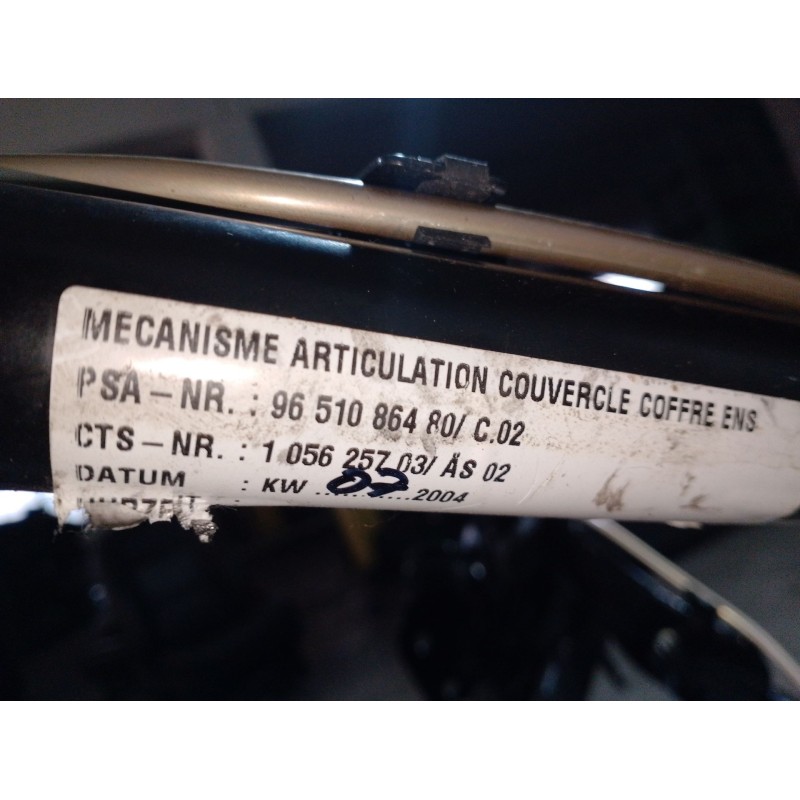 MECANISME ARTICULATION COUVERCLE COFFRE ENS
PSA-NR. : 96 510 864 80/ C.02
CTS-NR. : 1 056 257 03/ ÄS 02
DATUM : KW ...07...2004